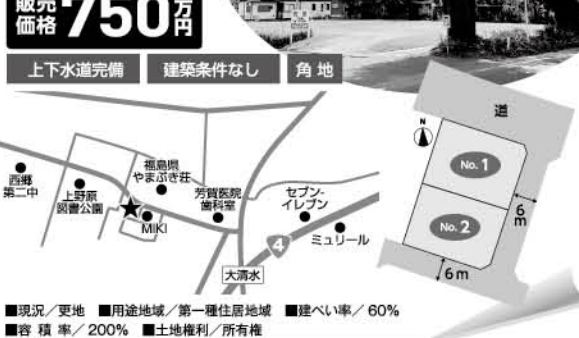 販売価格 750万円
上下水道完備 建築条件なし 角地
道
N
No. 1
No. 2
6m
6m
西郷第二中
上野原図書公園
福島県やまぶき荘
MIKI
芳賀医院歯科室
セブン-イレブン
4
ミュリール
大清水
■現況／更地 ■用途地域／第一種住居地域 ■建ぺい率／60%
■容積率／200% ■土地権利／所有権